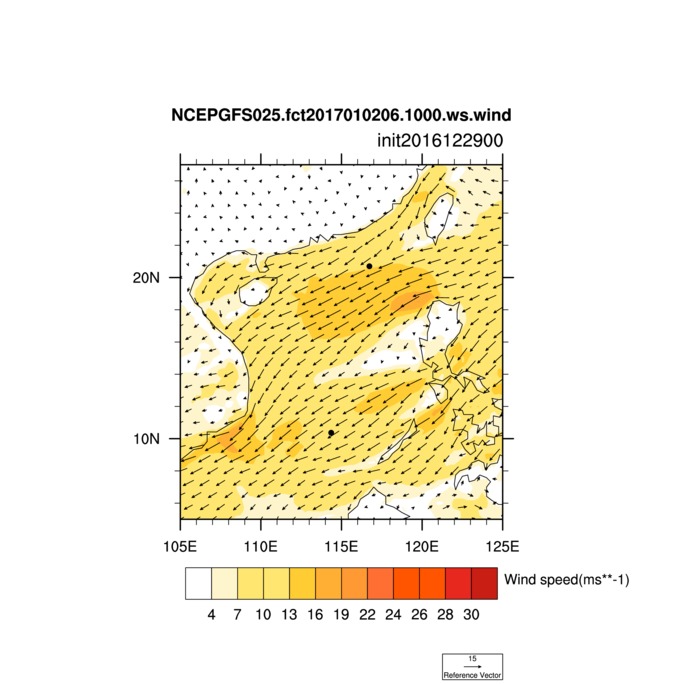 NCEPGFS025.fct2017010206.1000.ws.wind
init2016122900
20N
10N
105E 110E 115E 120E 125E
Wind speed(ms**-1)
4 7 10 13 16 19 22 24 26 28 30
15
Reference Vector